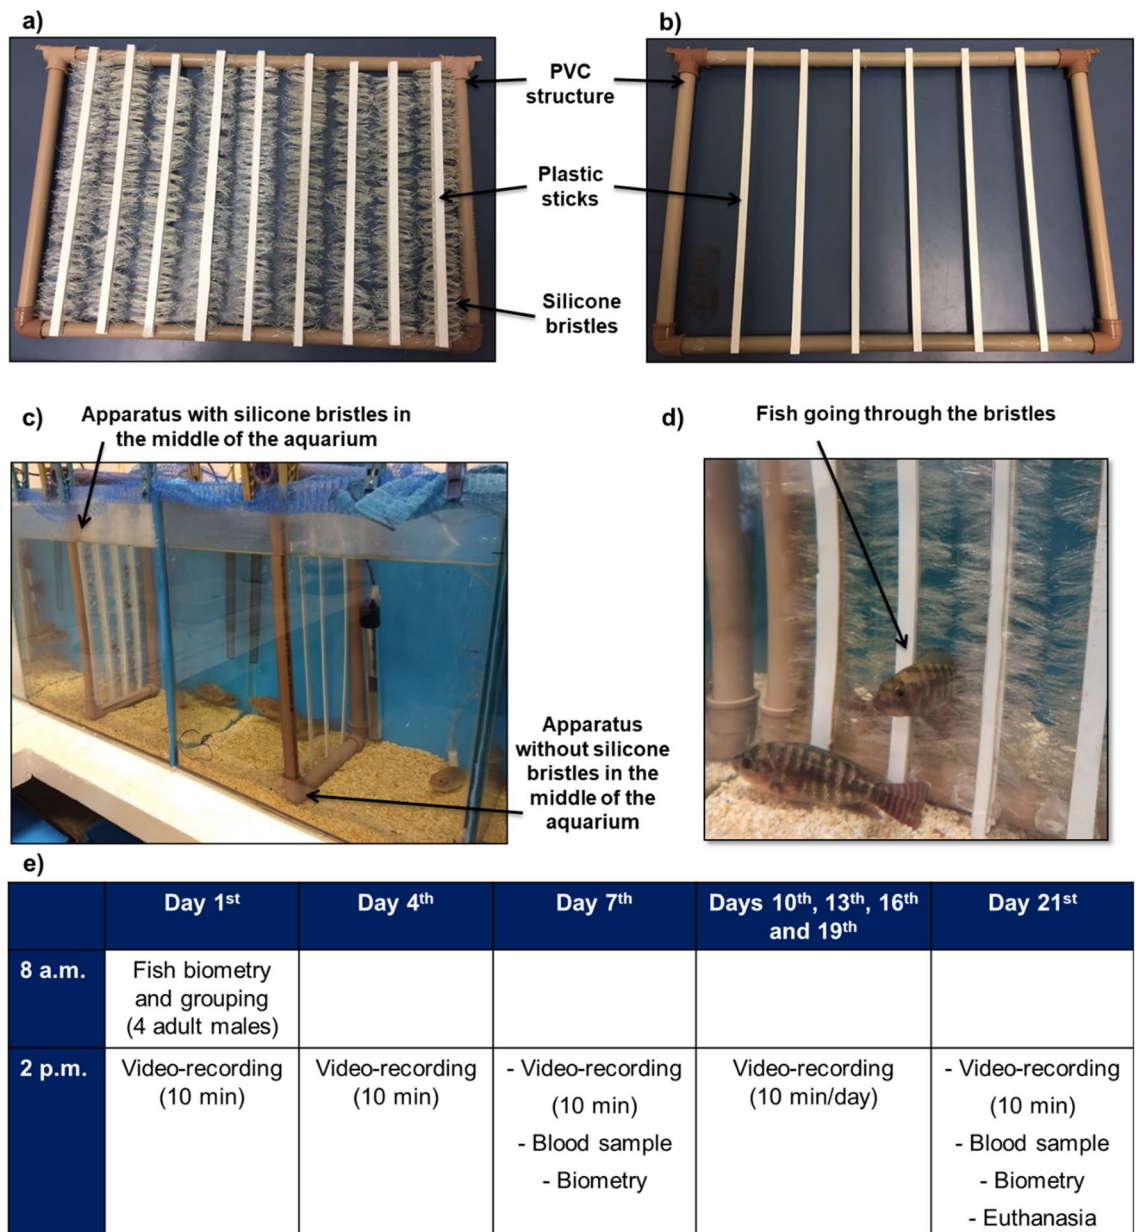 a)
b)
PVC
structure
Plastic
sticks
Silicone
bristles
c)
Apparatus with silicone bristles in
the middle of the aquarium
d)
Fish going through the bristles
Apparatus
without silicone
bristles in the
middle of the
aquarium
e)
Day 1st
Day 4th
Day 7th
Days 10th, 13th, 16th
and 19th
Day 21st
8 a.m.
Fish biometry
and grouping
(4 adult males)
2 p.m.
Video-recording
(10 min)
Video-recording
(10 min)
- Video-recording
(10 min)
- Blood sample
- Biometry
Video-recording
(10 min/day)
- Video-recording
(10 min)
- Blood sample
- Biometry
- Euthanasia